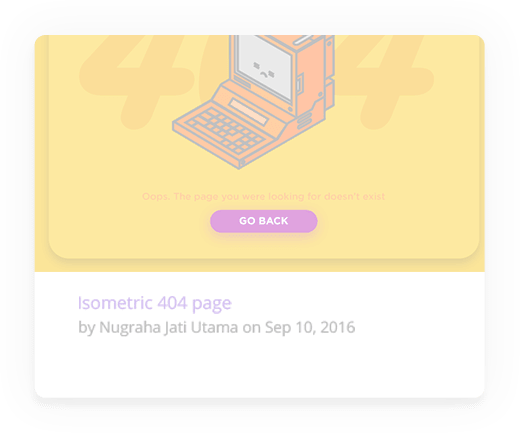 404
Oops. The page you were looking for doesn't exist
GO BACK
Isometric 404 page
by Nugraha Jati Utama on Sep 10, 2016